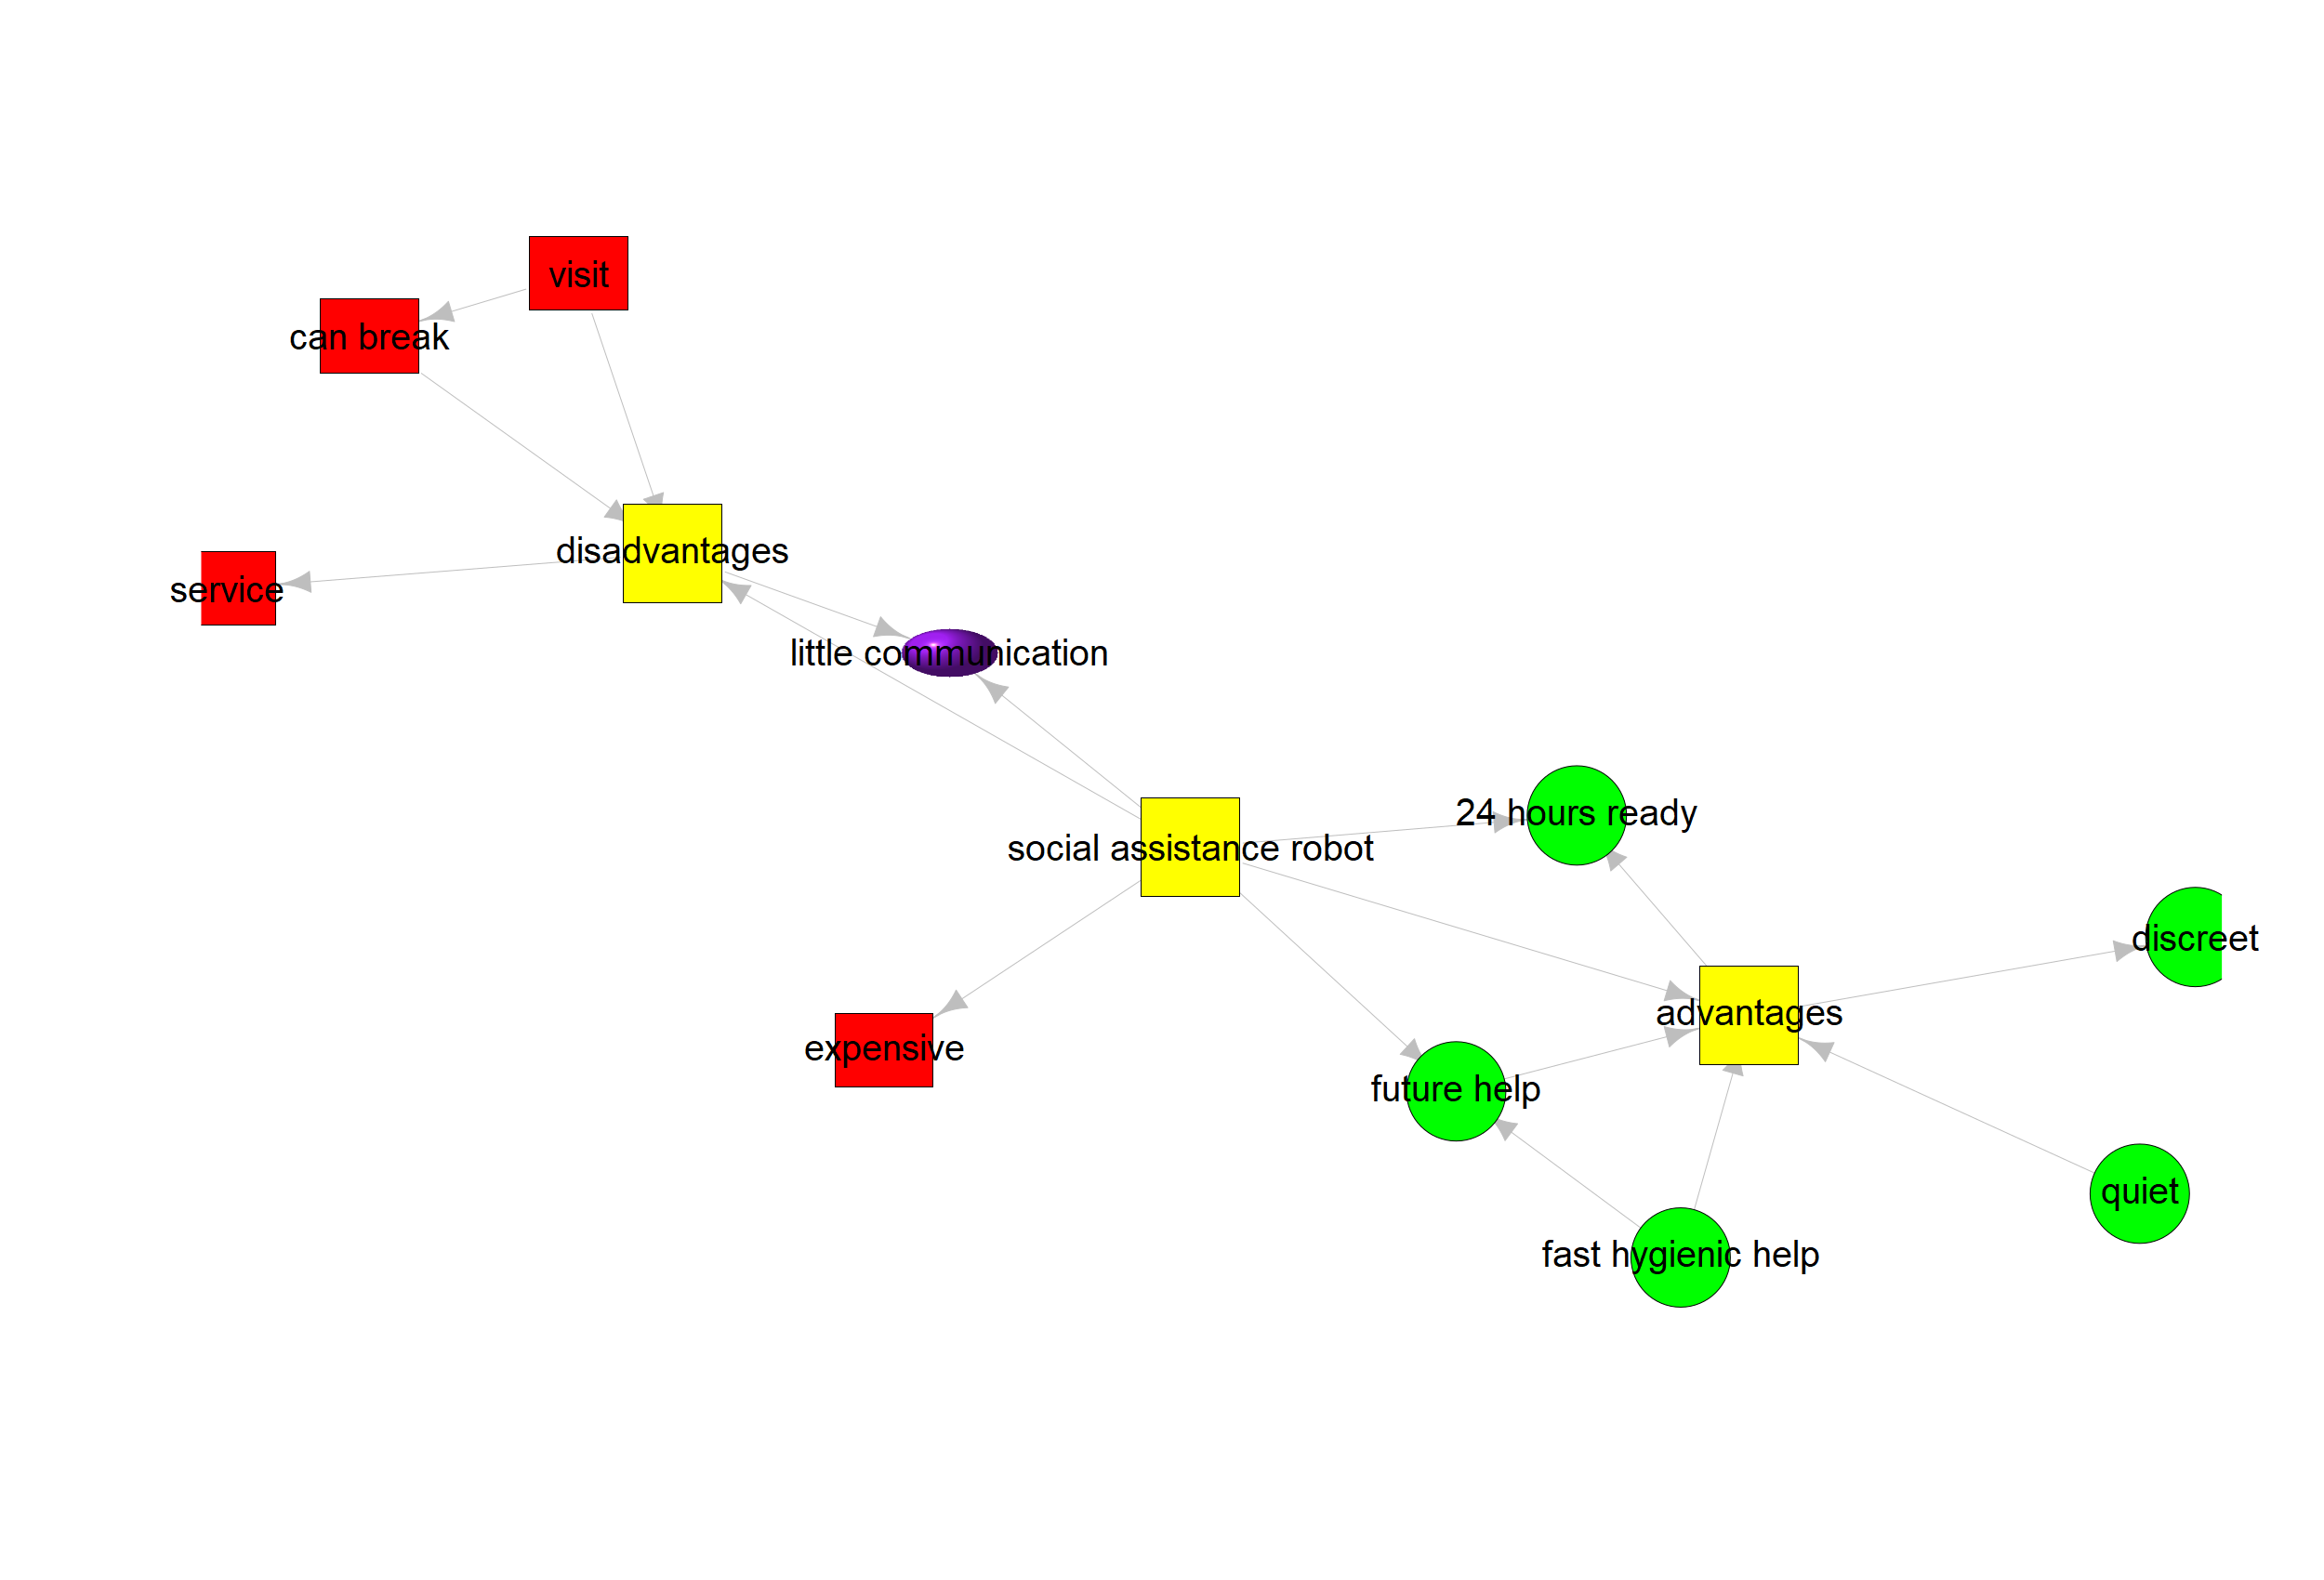 visit
can break
disadvantages
service
little communication
24 hours ready
social assistance robot
discreet
advantages
expensive
future help
quiet
fast hygienic help